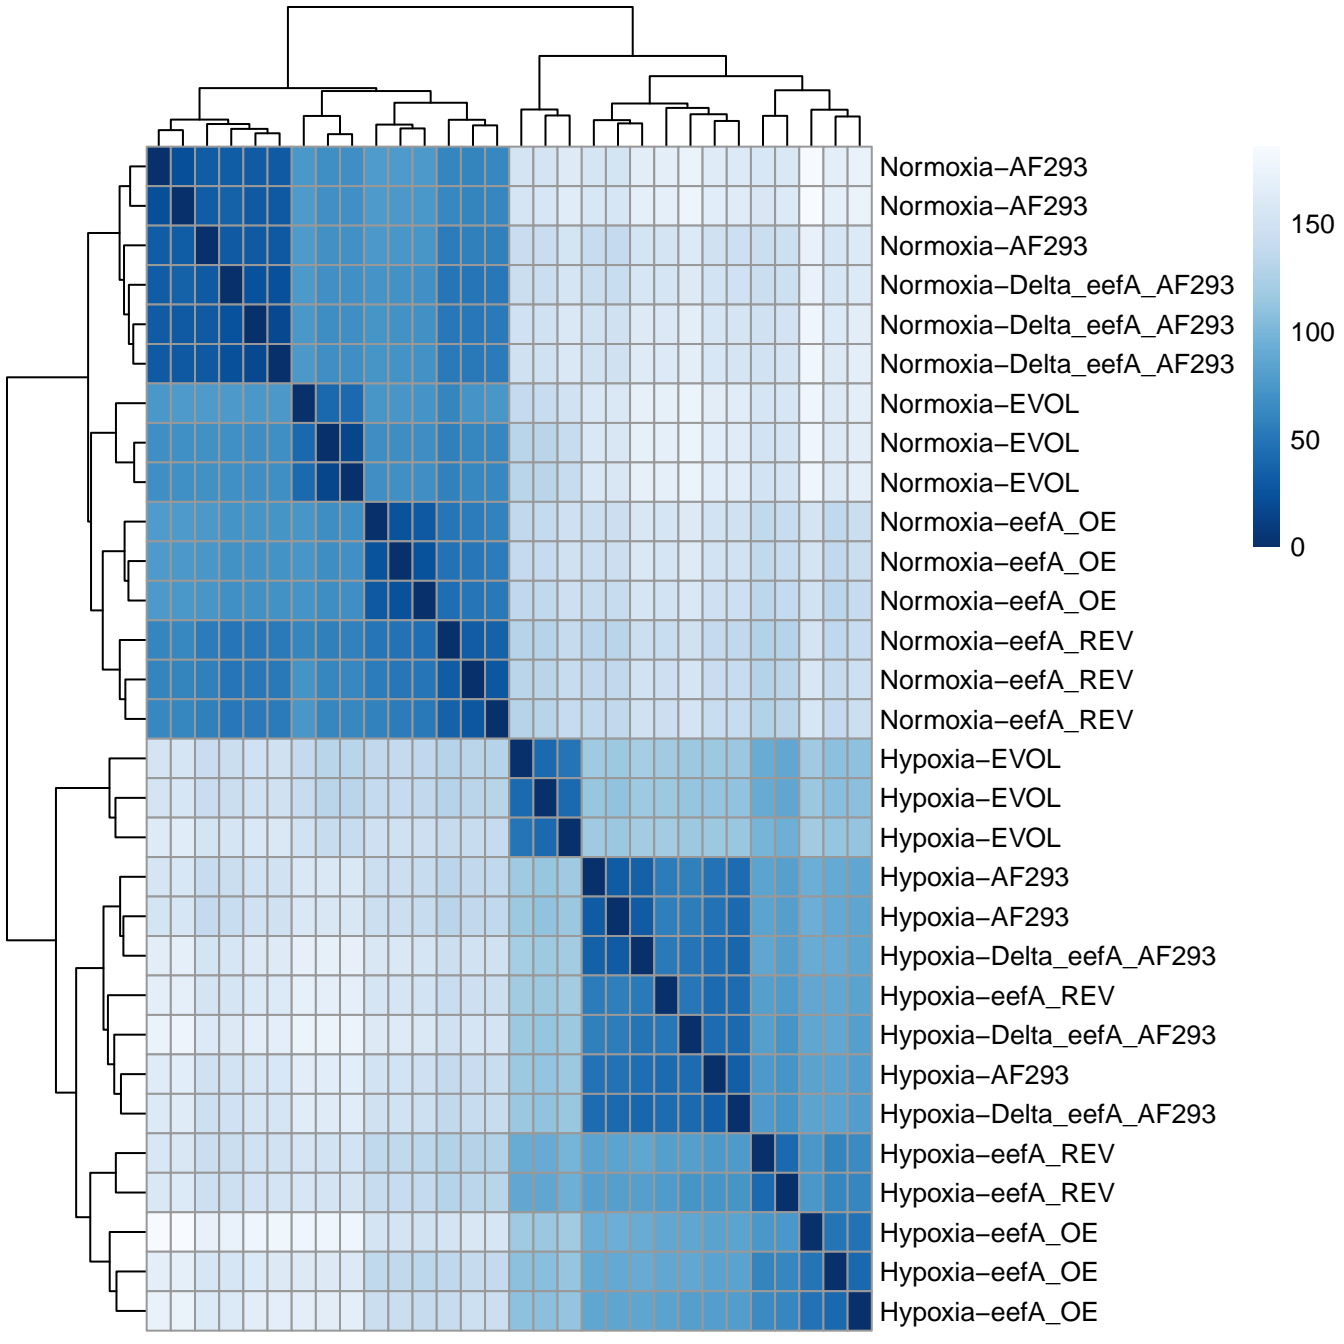 Normoxia−AF293
Normoxia−AF293
Normoxia−AF293
Normoxia−Delta_eefA_AF293
Normoxia−Delta_eefA_AF293
Normoxia−Delta_eefA_AF293
Normoxia−EVOL
Normoxia−EVOL
Normoxia−EVOL
Normoxia−eefA_OE
Normoxia−eefA_OE
Normoxia−eefA_OE
Normoxia−eefA_REV
Normoxia−eefA_REV
Normoxia−eefA_REV
Hypoxia−EVOL
Hypoxia−EVOL
Hypoxia−EVOL
Hypoxia−AF293
Hypoxia−AF293
Hypoxia−Delta_eefA_AF293
Hypoxia−eefA_REV
Hypoxia−Delta_eefA_AF293
Hypoxia−AF293
Hypoxia−Delta_eefA_AF293
Hypoxia−eefA_REV
Hypoxia−eefA_REV
Hypoxia−eefA_OE
Hypoxia−eefA_OE
Hypoxia−eefA_OE
150
100
50
0